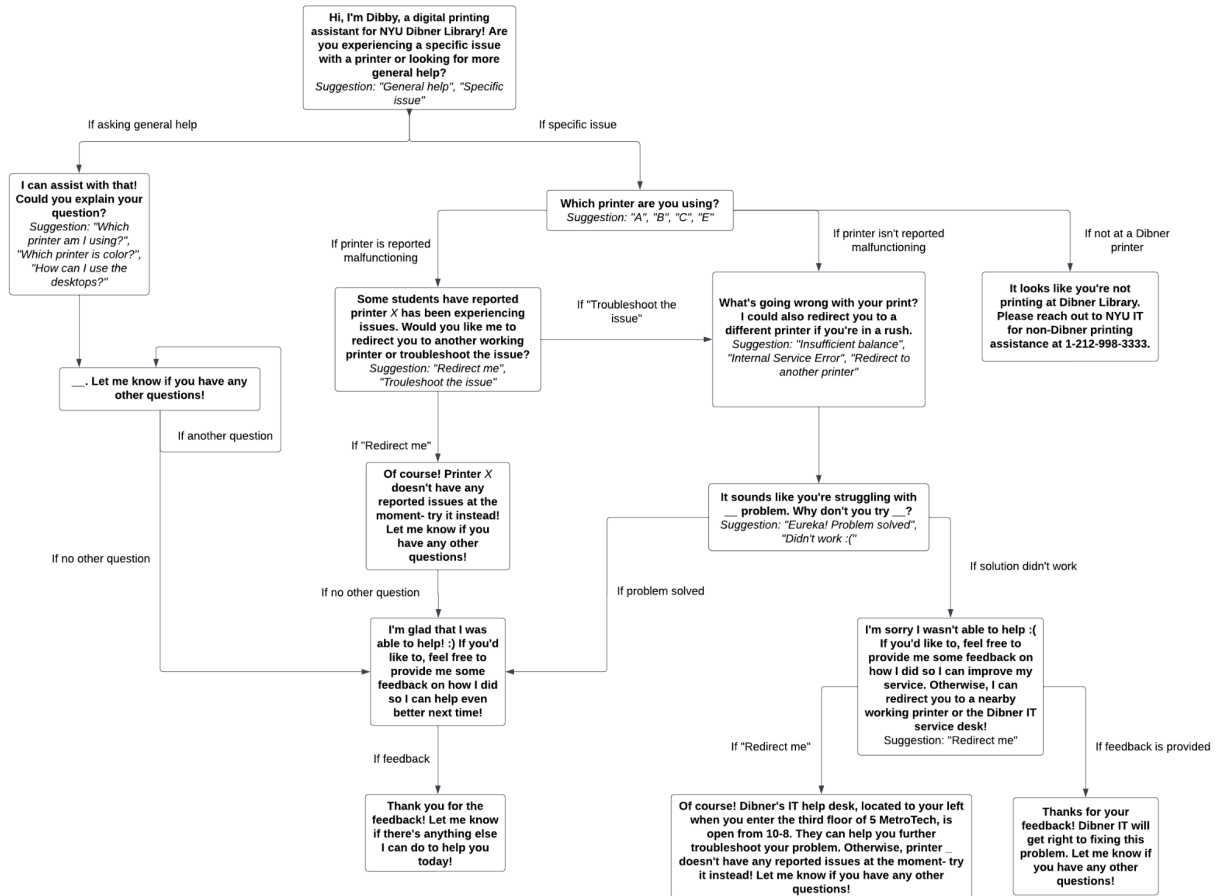 Hi, I'm Dibby, a digital printing
assistant for NYU Dibner Library! Are
you experiencing a specific issue
with a printer or looking for more
general help?
Suggestion: "General help", "Specific
issue"
If asking general help
If specific issue
I can assist with that!
Could you explain your
question?
Suggestion: "Which
printer am I using?",
"Which printer is color?",
"How can I use the
desktops?"
Which printer are you using?
Suggestion: "A", "B", "C", "E"
If printer is reported
malfunctioning
If printer isn't reported
malfunctioning
If not at a Dibner
printer
Some students have reported
printer X has been experiencing
issues. Would you like me to
redirect you to another working
printer or troubleshoot the issue?
Suggestion: "Redirect me",
"Trouleshoot the issue"
If "Troubleshoot the
issue"
What's going wrong with your print?
I could also redirect you to a
different printer if you're in a rush.
Suggestion: "Insufficient balance",
"Internal Service Error", "Redirect to
another printer"
It looks like you're not
printing at Dibner Library.
Please reach out to NYU IT
for non-Dibner printing
assistance at 1-212-998-3333.
__. Let me know if you have any
other questions!
If another question
If "Redirect me"
Of course! Printer X
doesn't have any
reported issues at the
moment- try it instead!
Let me know if you
have any other
questions!
It sounds like you're struggling with
__ problem. Why don't you try __?
Suggestion: "Eureka! Problem solved",
"Didn't work :("
If no other question
If no other question
If problem solved
If solution didn't work
I'm glad that I was
able to help! :) If you'd
like to, feel free to
provide me some
feedback on how I did
so I can help even
better next time!
I'm sorry I wasn't able to help :(
If you'd like to, feel free to
provide me some feedback on
how I did so I can improve my
service. Otherwise, I can
redirect you to a nearby
working printer or the Dibner IT
service desk!
Suggestion: "Redirect me"
If feedback
If "Redirect me"
If feedback is provided
Thank you for the
feedback! Let me know
if there's anything else
I can do to help you
today!
Of course! Dibner's IT help desk, located to your left
when you enter the third floor of 5 MetroTech, is
open from 10-8. They can help you further
troubleshoot your problem. Otherwise, printer _
doesn't have any reported issues at the moment- try
it instead! Let me know if you have any other
questions!
Thanks for your
feedback! Dibner IT will
get right to fixing this
problem. Let me know if
you have any other
questions!